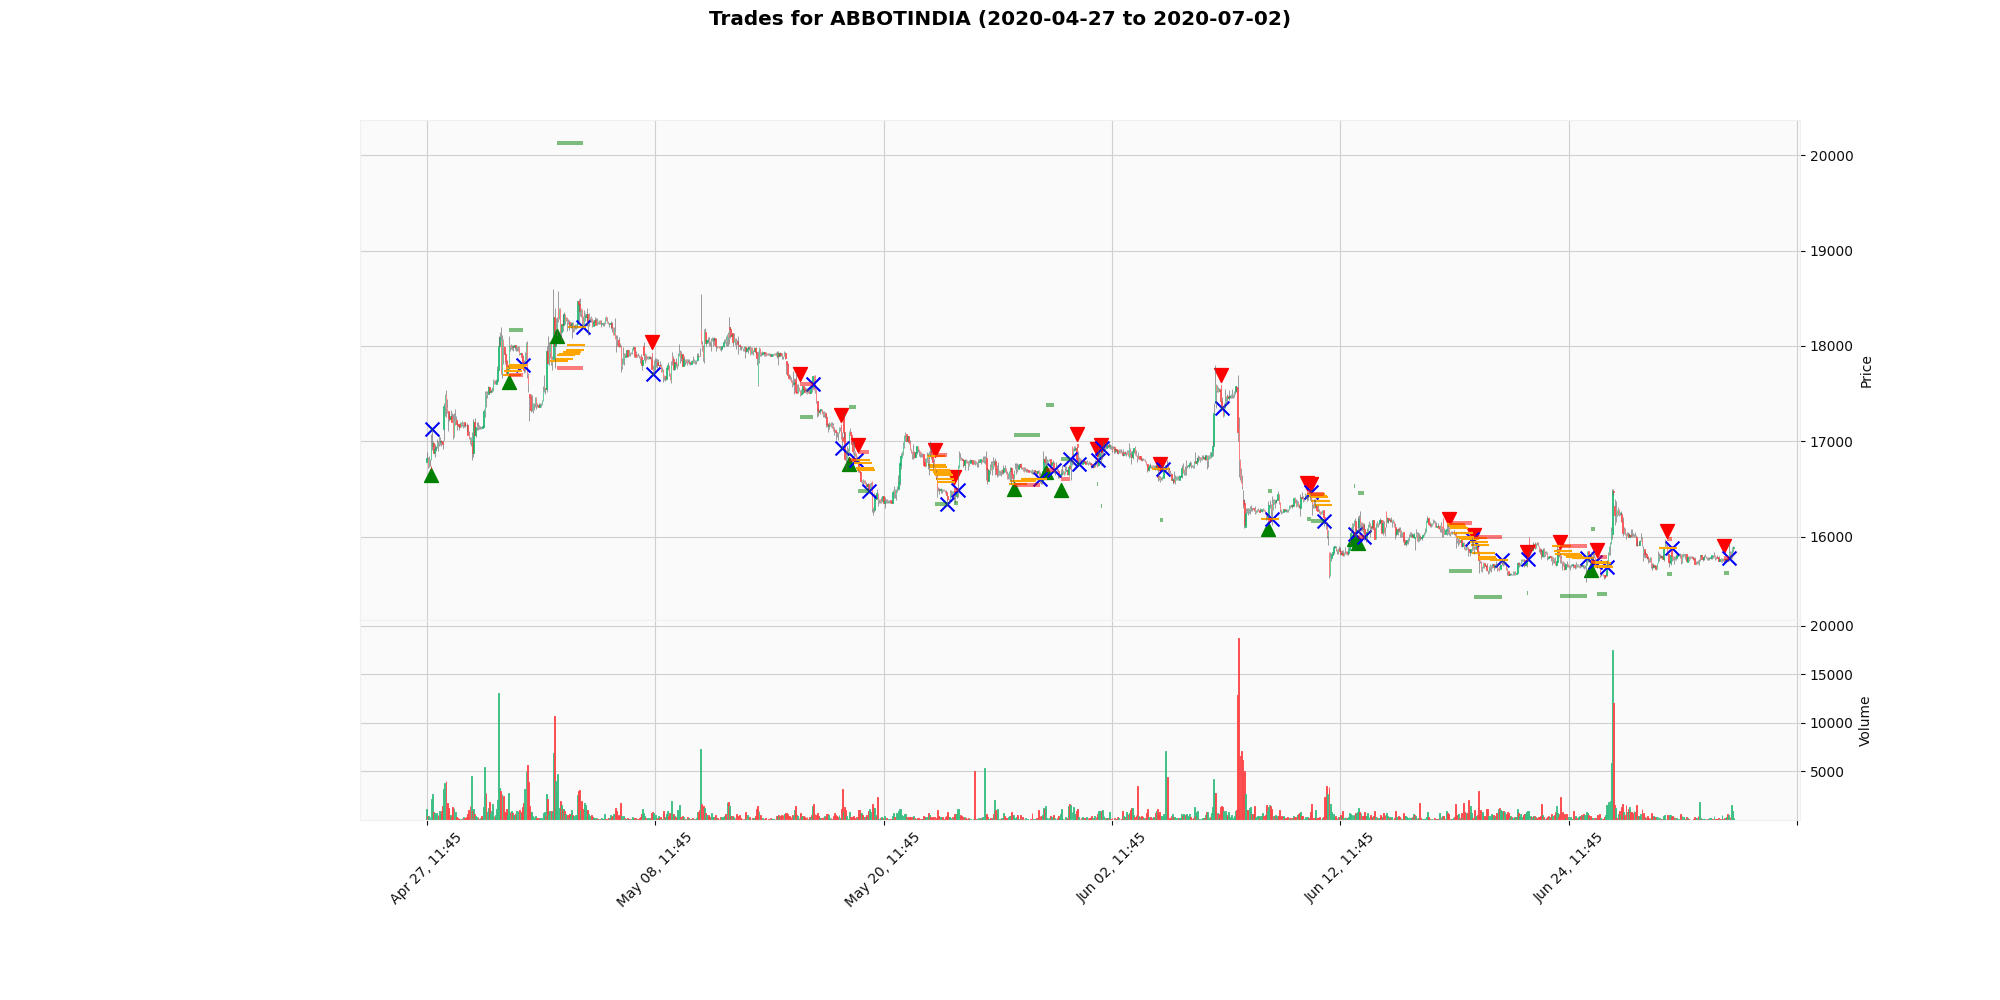 Trades for ABBOTINDIA (2020-04-27 to 2020-07-02)
20000
19000
18000
17000
16000
Price
20000
15000
10000
5000
Volume
Apr 27, 11:45
May 08, 11:45
May 20, 11:45
Jun 02, 11:45
Jun 12, 11:45
Jun 24, 11:45